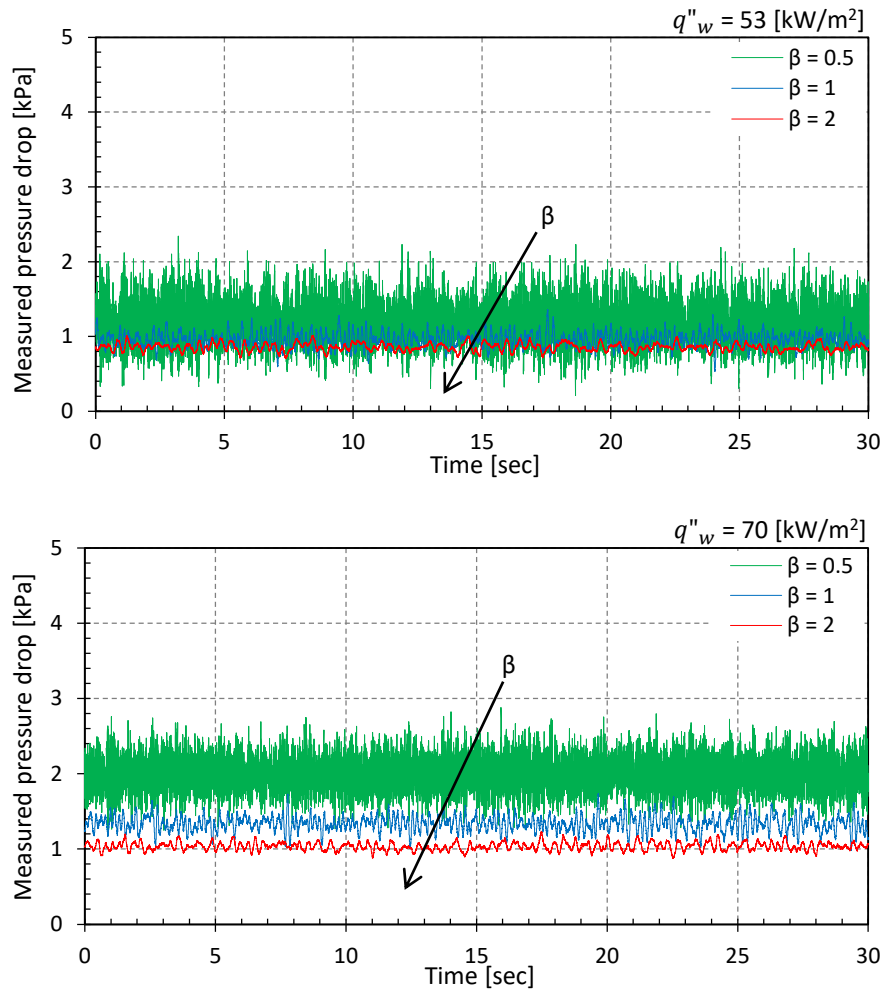 q"w = 53 [kW/m²]
Measured pressure drop [kPa]
5
4
3
2
1
0
β = 0.5
β = 1
β = 2
β
0 5 10 15 20 25 30
Time [sec]
q"w = 70 [kW/m²]
Measured pressure drop [kPa]
5
4
3
2
1
0
β = 0.5
β = 1
β = 2
β
0 5 10 15 20 25 30
Time [sec]